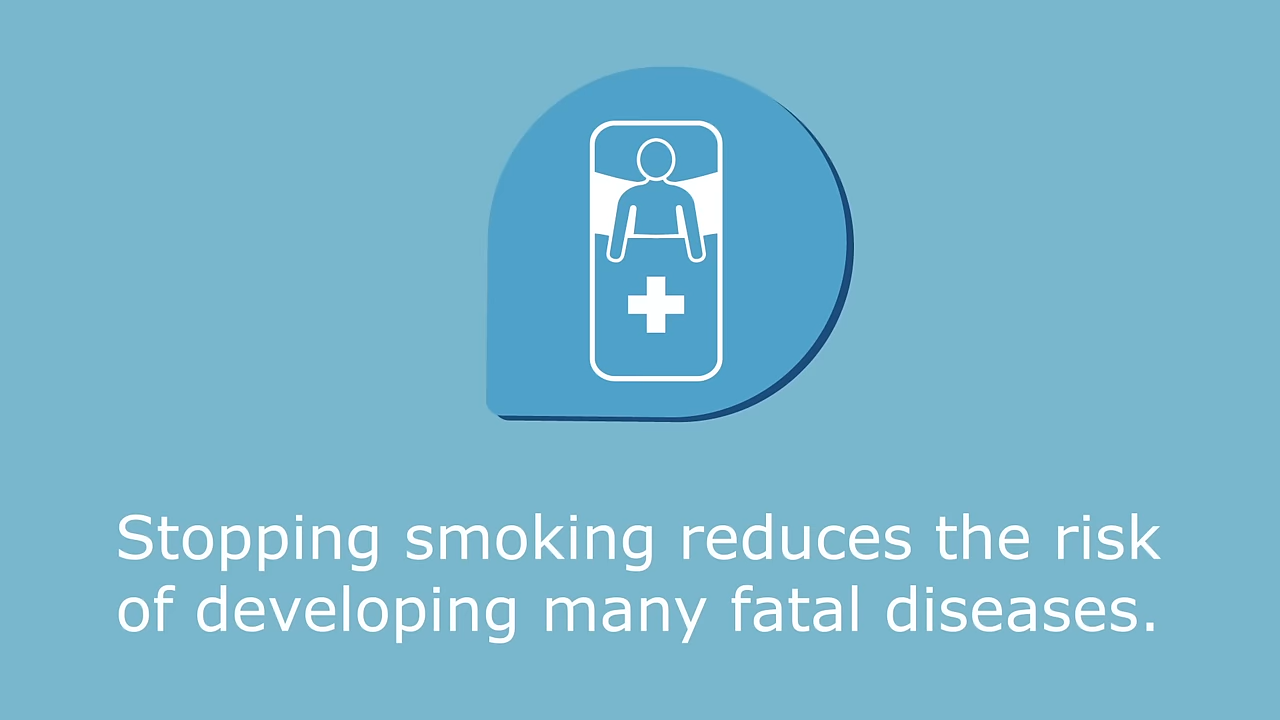 Stopping smoking reduces the risk
of developing many fatal diseases.